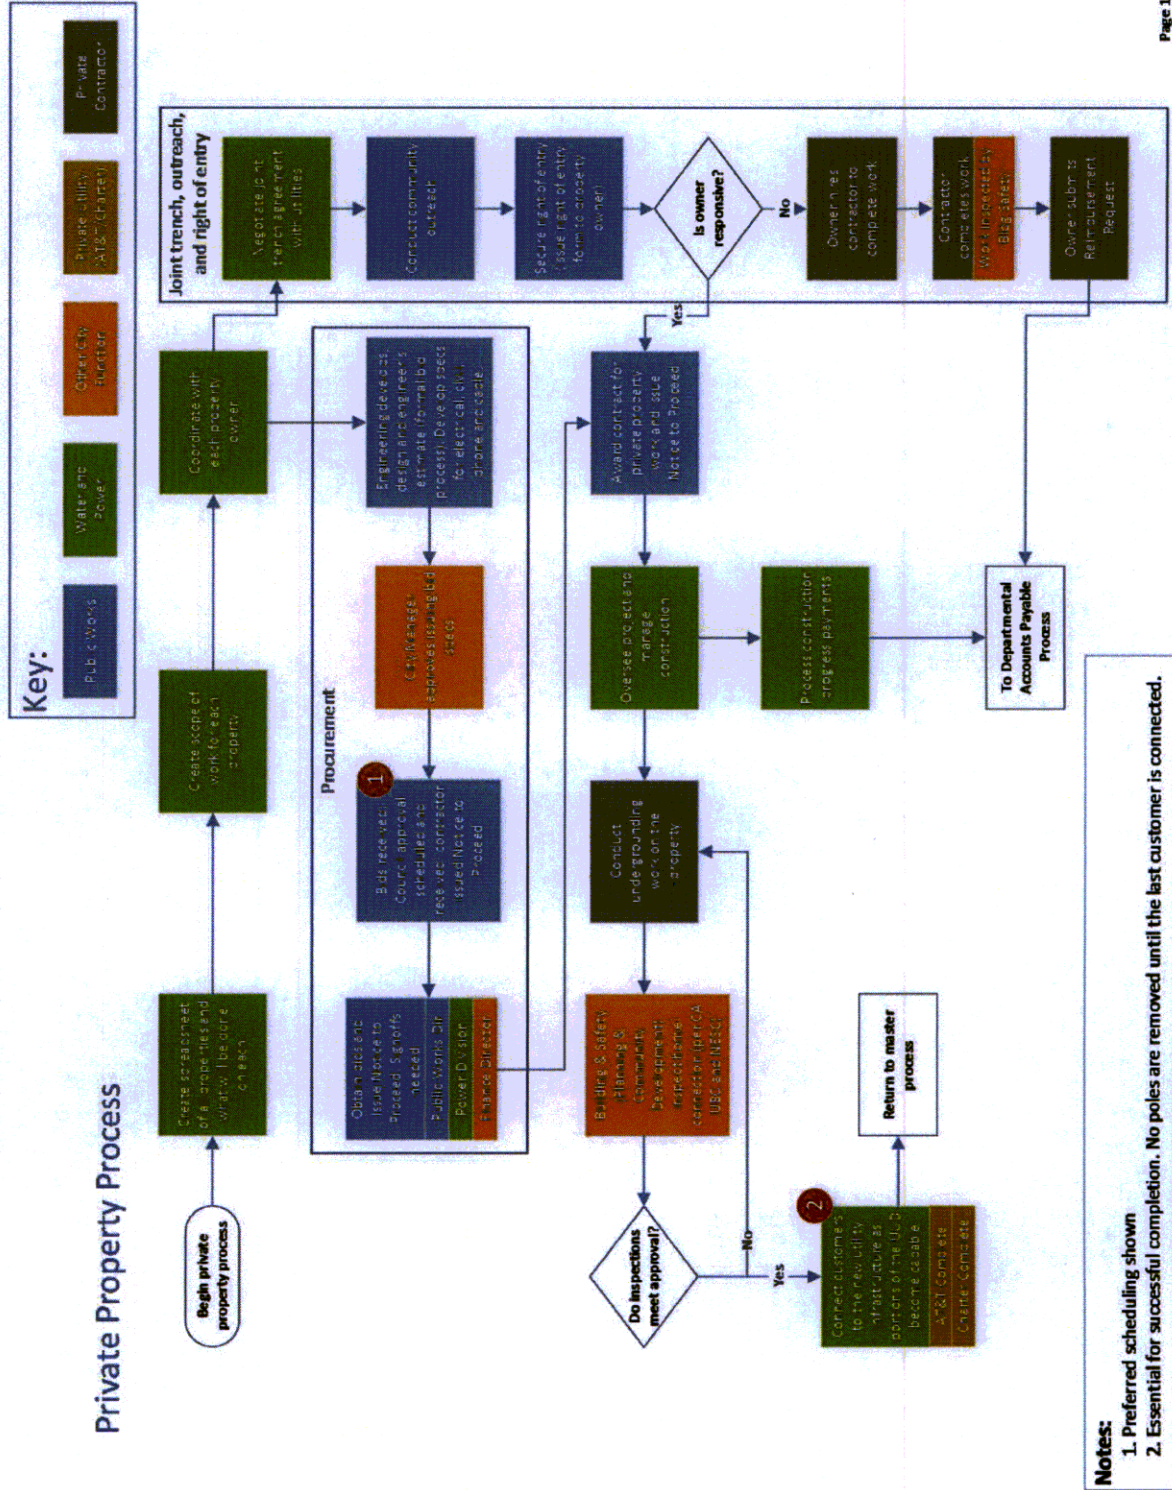 Private Property Process
Key:
Public Works
Water and
Power
Other City
Function
Private Utility
(AT&T/Charter)
Private
Contractor
Begin private
property process
Create spreadsheet
of all properties and
what will be done
on each
Create scope of
work for each
property
Coordinate with
each property
owner
Joint trench, outreach,
and right of entry
Negotiate joint
trench agreement
with utilities
Conduct community
outreach
Secure right of entry
(issue right of entry
form to property
owner)
Is owner
responsive?
No
Yes
Owner hires
contractor to
complete work
Contractor
completes work
Work inspected by
Bldg Safety
Owner submits
Reimbursement
Request
Procurement
Engineering develops
design and engineer's
estimate (formal bid
process). Develop specs
for electrical, civil,
phone and cable
City Manager
approves issuing bid
specs
1
Bids received,
Council approval
scheduled and
received, contractor
issued Notice to
Proceed
Obtain bids and
issue Notice to
Proceed. Signoffs
needed
Public Works Dir
Power Division
Finance Director
Award contract for
private property
work and issue
Notice to Proceed
Oversee project and
manage
construction
Process construction
progress payments
To Departmental
Accounts Payable
Process
Conduct
undergrounding
work on the
property
Building & Safety
(Planning &
Community
Development)
inspect home
connection (per CA
UBC and NESC)
Do inspections
meet approval?
No
Yes
2
Connect customers
to the new utility
infrastructure as
portions of the UUD
become capable
AT&T Complete
Charter Complete
Return to master
process
Notes:
1. Preferred scheduling shown
2. Essential for successful completion. No poles are removed until the last customer is connected.
Page 1